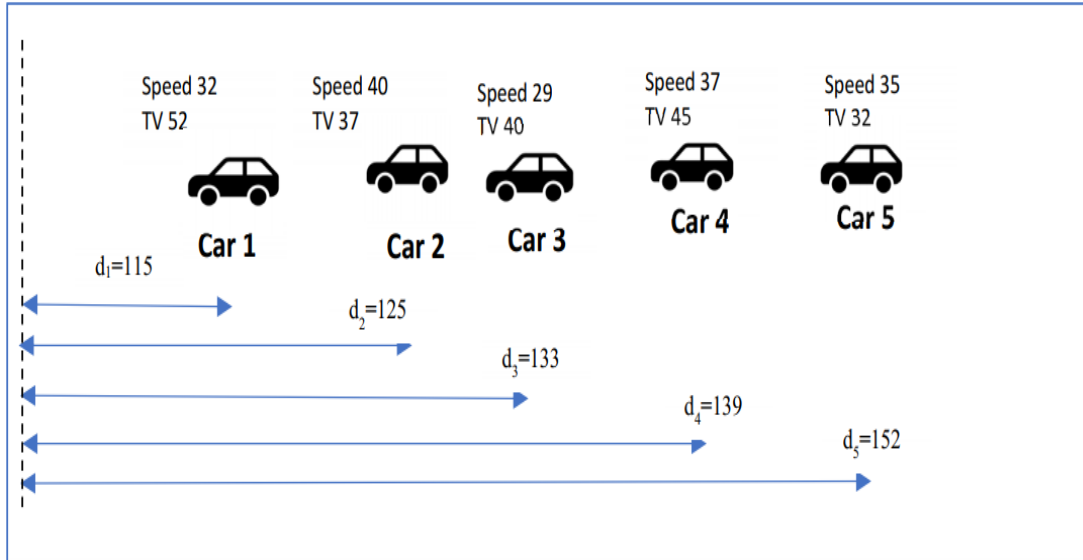 Speed 32
TV 52
Speed 40
TV 37
Speed 29
TV 40
Speed 37
TV 45
Speed 35
TV 32
Car 1
Car 2
Car 3
Car 4
Car 5
d₁=115
d₂=125
d₃=133
d₄=139
d₅=152